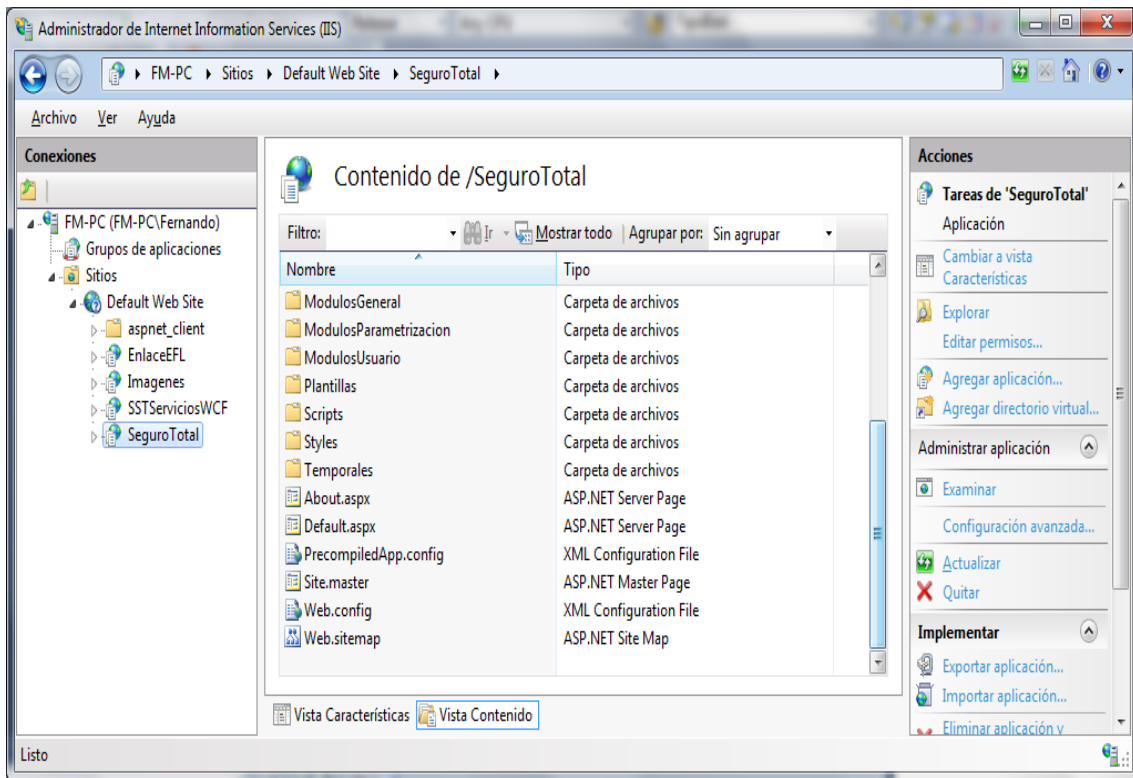 Administrador de Internet Information Services (IIS)
FM-PC Sitios Default Web Site SeguroTotal
Archivo Ver Ayuda
Conexiones
FM-PC (FM-PC\Fernando)
Grupos de aplicaciones
Sitios
Default Web Site
aspnet_client
EnlaceEFL
Imagenes
SSTServiciosWCF
SeguroTotal
Contenido de /SeguroTotal
Filtro: Ir Mostrar todo Agrupar por: Sin agrupar
Nombre Tipo
ModulosGeneral Carpeta de archivos
ModulosParametrizacion Carpeta de archivos
ModulosUsuario Carpeta de archivos
Plantillas Carpeta de archivos
Scripts Carpeta de archivos
Styles Carpeta de archivos
Temporales Carpeta de archivos
About.aspx ASP.NET Server Page
Default.aspx ASP.NET Server Page
PrecompiledApp.config XML Configuration File
Site.master ASP.NET Master Page
Web.config XML Configuration File
Web.sitemap ASP.NET Site Map
Vista Características Vista Contenido
Acciones
Tareas de 'SeguroTotal'
Aplicación
Cambiar a vista
Características
Explorar
Editar permisos...
Agregar aplicación...
Agregar directorio virtual...
Administrar aplicación
Examinar
Configuración avanzada...
Actualizar
Quitar
Implementar
Exportar aplicación...
Importar aplicación...
Eliminar aplicación y
Listo